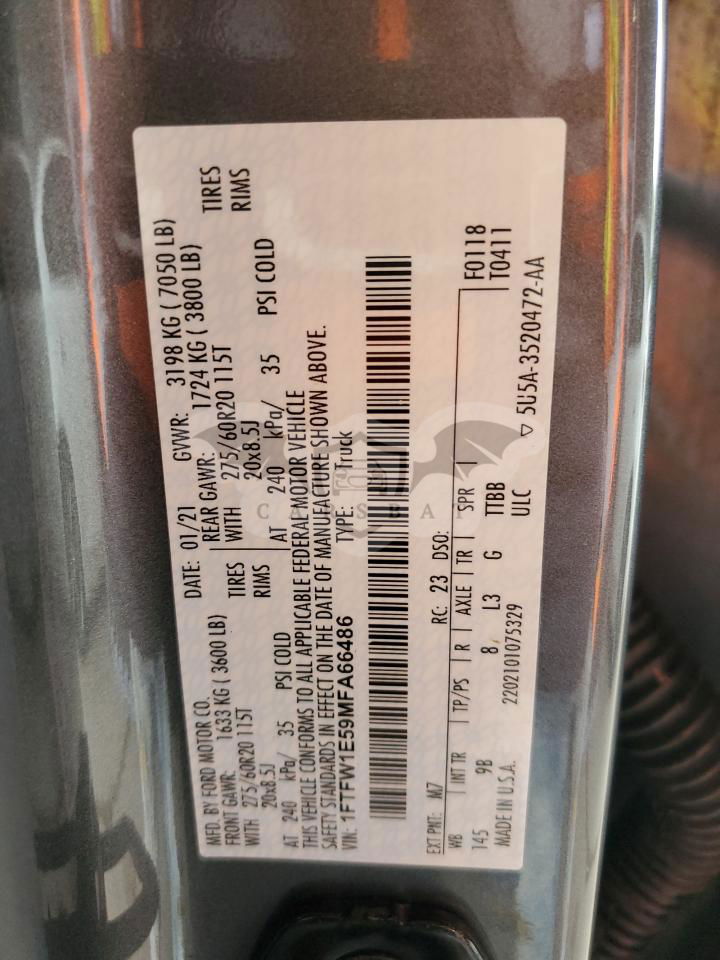 MFD. BY FORD MOTOR CO.
DATE: 01/21 GVWR: 3198 KG ( 7050 LB)
FRONT GAWR: 1633 KG ( 3600 LB)
REAR GAWR: 1724 KG ( 3800 LB)
WITH 275/60R20 115T TIRES
WITH 275/60R20 115T TIRES
20x8.5J RIMS
20x8.5J RIMS
AT 240 kPa/ 35 PSI COLD
AT 240 kPa/ 35 PSI COLD
THIS VEHICLE CONFORMS TO ALL APPLICABLE FEDERAL MOTOR VEHICLE
SAFETY STANDARDS IN EFFECT ON THE DATE OF MANUFACTURE SHOWN ABOVE.
VIN: 1FTFW1E59MFA66486 TYPE: Truck
CARSBAT
EXT PNT: M7 RC: 23 DSO: F0118
WB INT TR TP/PS R AXLE TR SPR T0411
145 9B 8 L3 G TTBB
MADE IN U.S.A. 2202101075329 ULC
▽ 5U5A-3520472-AA